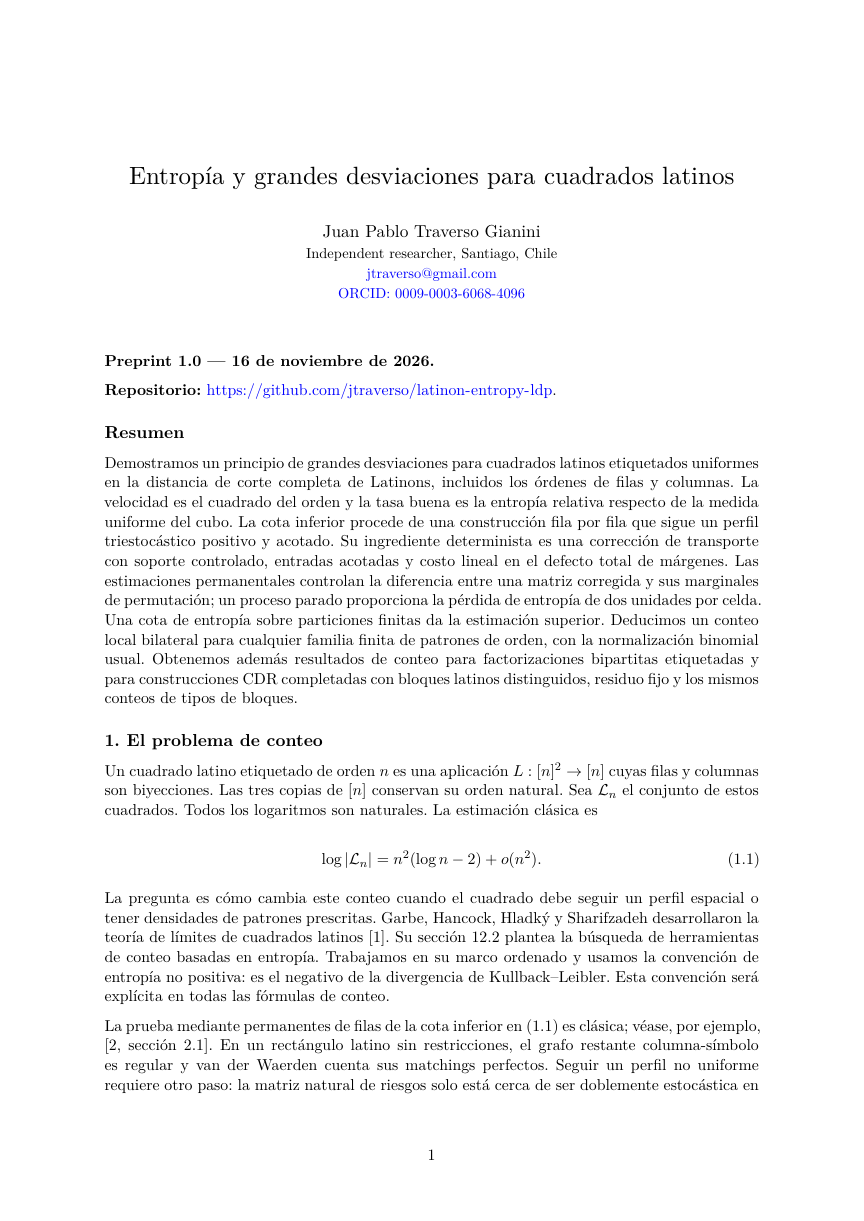 Entropía y grandes desviaciones para cuadrados latinos
Juan Pablo Traverso Gianini
Independent researcher, Santiago, Chile
jtraverso@gmail.com
ORCID: 0009-0003-6068-4096
Preprint 1.0 — 16 de noviembre de 2026.
Repositorio: https://github.com/jtraverso/latinon-entropy-ldp.
Resumen
Demostramos un principio de grandes desviaciones para cuadrados latinos etiquetados uniformes
en la distancia de corte completa de Latinons, incluidos los órdenes de filas y columnas. La
velocidad es el cuadrado del orden y la tasa buena es la entropía relativa respecto de la medida
uniforme del cubo. La cota inferior procede de una construcción fila por fila que sigue un perfil
triestocástico positivo y acotado. Su ingrediente determinista es una corrección de transporte
con soporte controlado, entradas acotadas y costo lineal en el defecto total de márgenes. Las
estimaciones permanentales controlan la diferencia entre una matriz corregida y sus marginales
de permutación; un proceso parado proporciona la pérdida de entropía de dos unidades por celda.
Una cota de entropía sobre particiones finitas da la estimación superior. Deducimos un conteo
local bilateral para cualquier familia finita de patrones de orden, con la normalización binomial
usual. Obtenemos además resultados de conteo para factorizaciones bipartitas etiquetadas y
para construcciones CDR completadas con bloques latinos distinguidos, residuo fijo y los mismos
conteos de tipos de bloques.
1. El problema de conteo
Un cuadrado latino etiquetado de orden n es una aplicación L : [n]² → [n] cuyas filas y columnas
son biyecciones. Las tres copias de [n] conservan su orden natural. Sea ℒₙ el conjunto de estos
cuadrados. Todos los logaritmos son naturales. La estimación clásica es
log |ℒₙ| = n²(log n − 2) + o(n²). (1.1)
La pregunta es cómo cambia este conteo cuando el cuadrado debe seguir un perfil espacial o
tener densidades de patrones prescritas. Garbe, Hancock, Hladký y Sharifzadeh desarrollaron la
teoría de límites de cuadrados latinos [1]. Su sección 12.2 plantea la búsqueda de herramientas
de conteo basadas en entropía. Trabajamos en su marco ordenado y usamos la convención de
entropía no positiva: es el negativo de la divergencia de Kullback–Leibler. Esta convención será
explícita en todas las fórmulas de conteo.
La prueba mediante permanentes de filas de la cota inferior en (1.1) es clásica; véase, por ejemplo,
[2, sección 2.1]. En un rectángulo latino sin restricciones, el grafo restante columna-símbolo
es regular y van der Waerden cuenta sus matchings perfectos. Seguir un perfil no uniforme
requiere otro paso: la matriz natural de riesgos solo está cerca de ser doblemente estocástica en
1